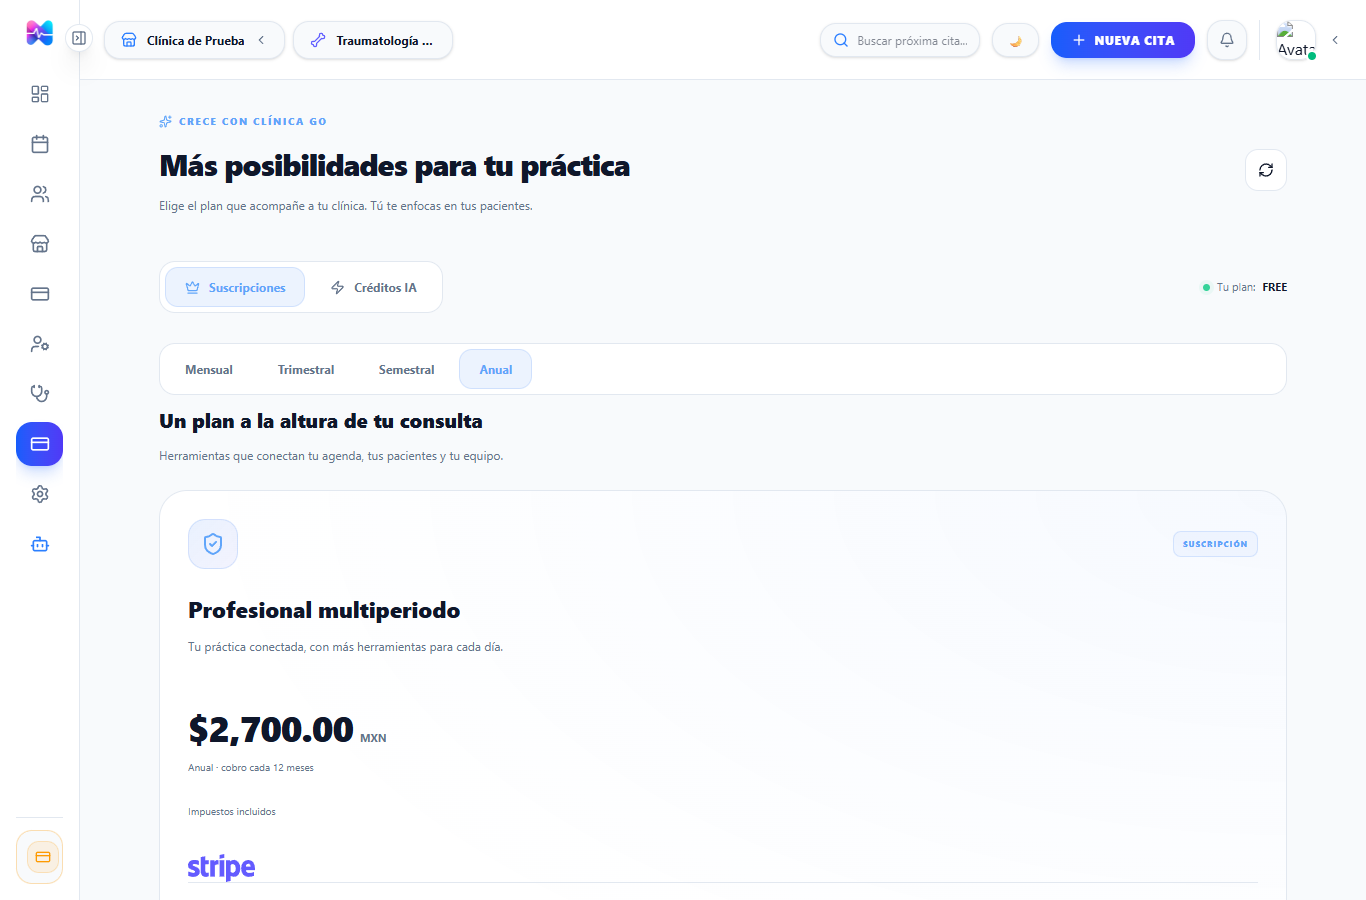 Clínica de Prueba
Traumatología ...
Buscar próxima cita...
NUEVA CITA
Avata
CRECE CON CLÍNICA GO
Más posibilidades para tu práctica
Elige el plan que acompañe a tu clínica. Tú te enfocas en tus pacientes.
Suscripciones
Créditos IA
Tu plan: FREE
Mensual
Trimestral
Semestral
Anual
Un plan a la altura de tu consulta
Herramientas que conectan tu agenda, tus pacientes y tu equipo.
SUSCRIPCIÓN
Profesional multiperiodo
Tu práctica conectada, con más herramientas para cada día.
$2,700.00 MXN
Anual · cobro cada 12 meses
Impuestos incluidos
stripe